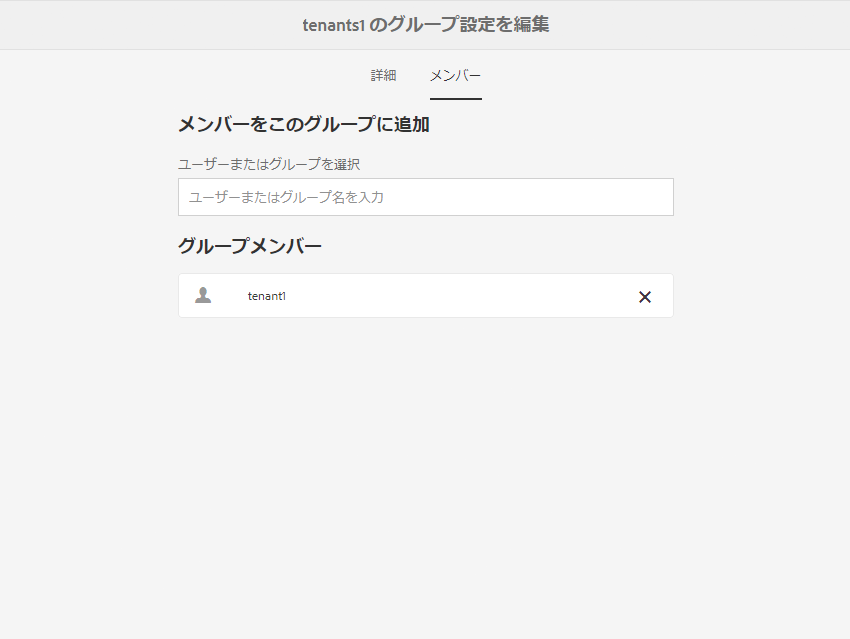 tenants1 のグループ設定を編集
詳細 メンバー
メンバーをこのグループに追加
ユーザーまたはグループを選択
ユーザーまたはグループ名を入力
グループメンバー
tenant1